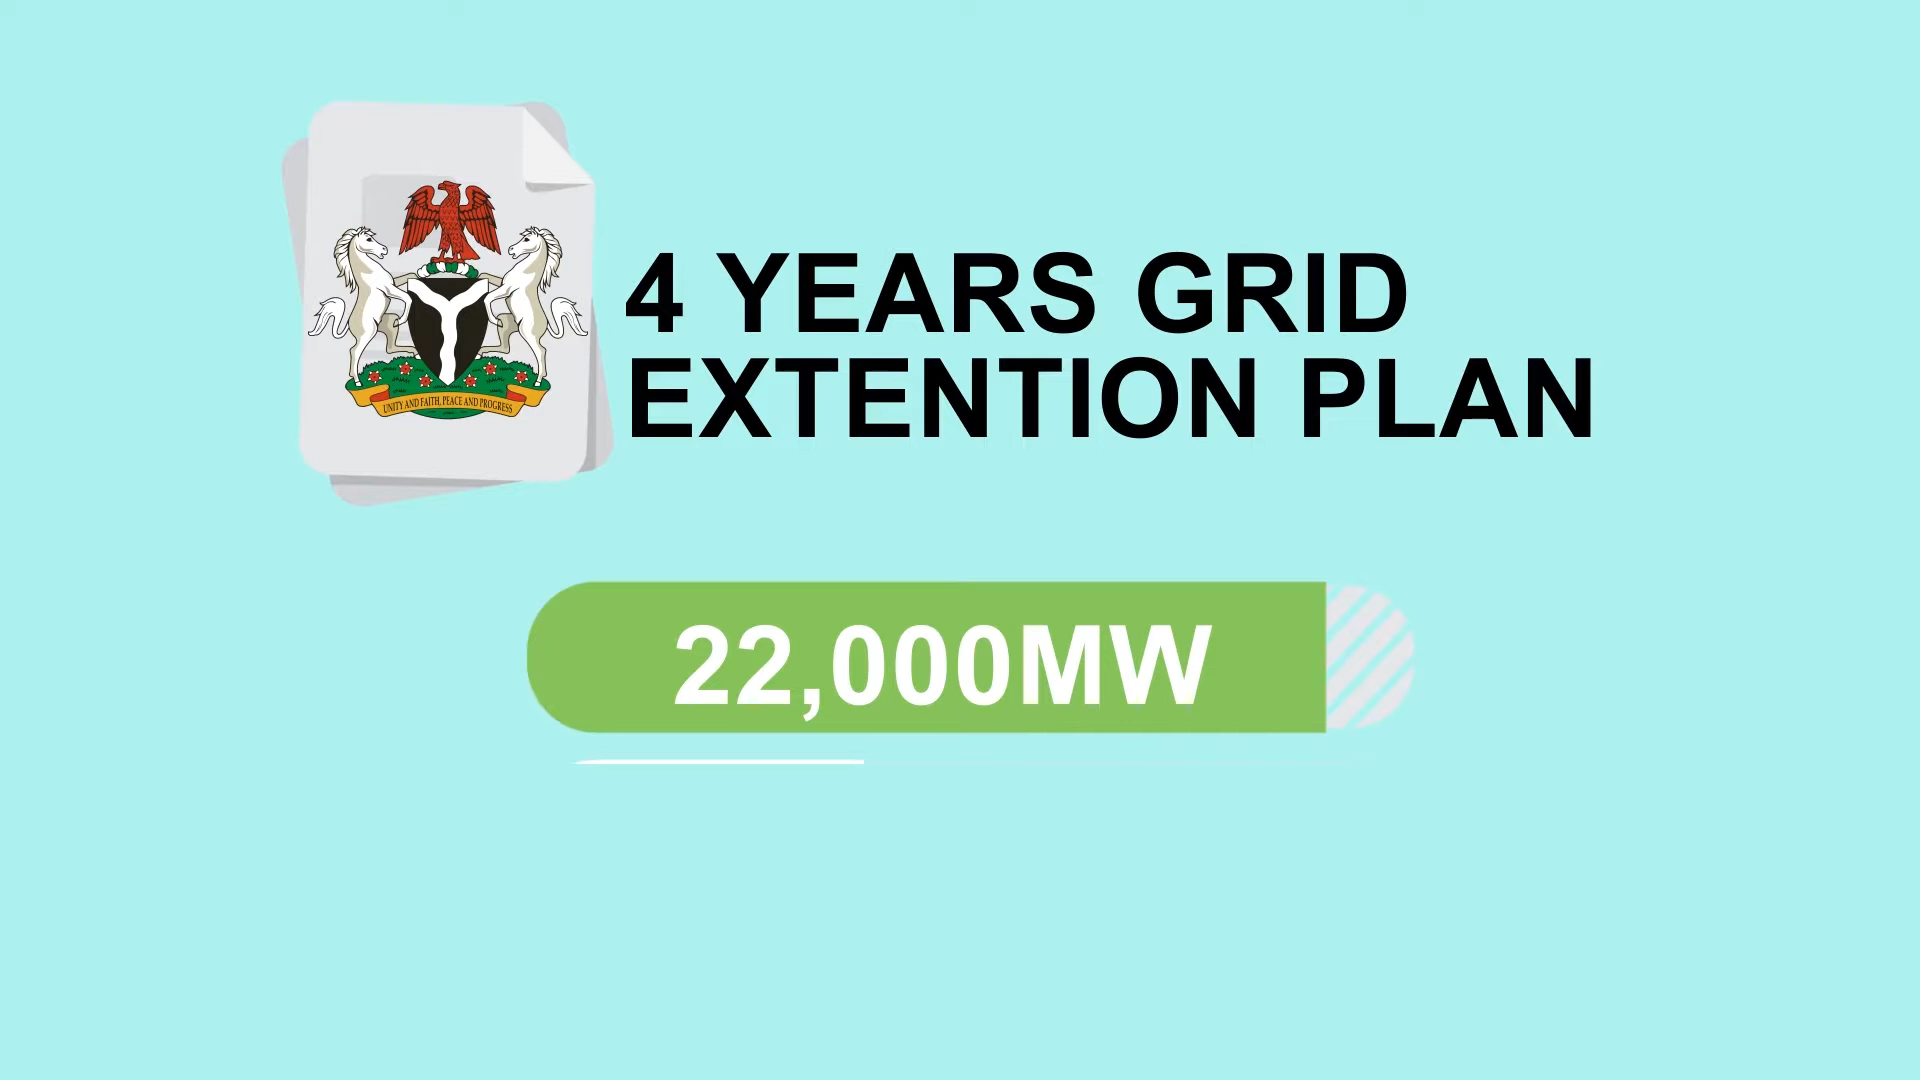 UNITY AND FAITH, PEACE AND PROGRESS
4 YEARS GRID
EXTENTION PLAN
22,000MW